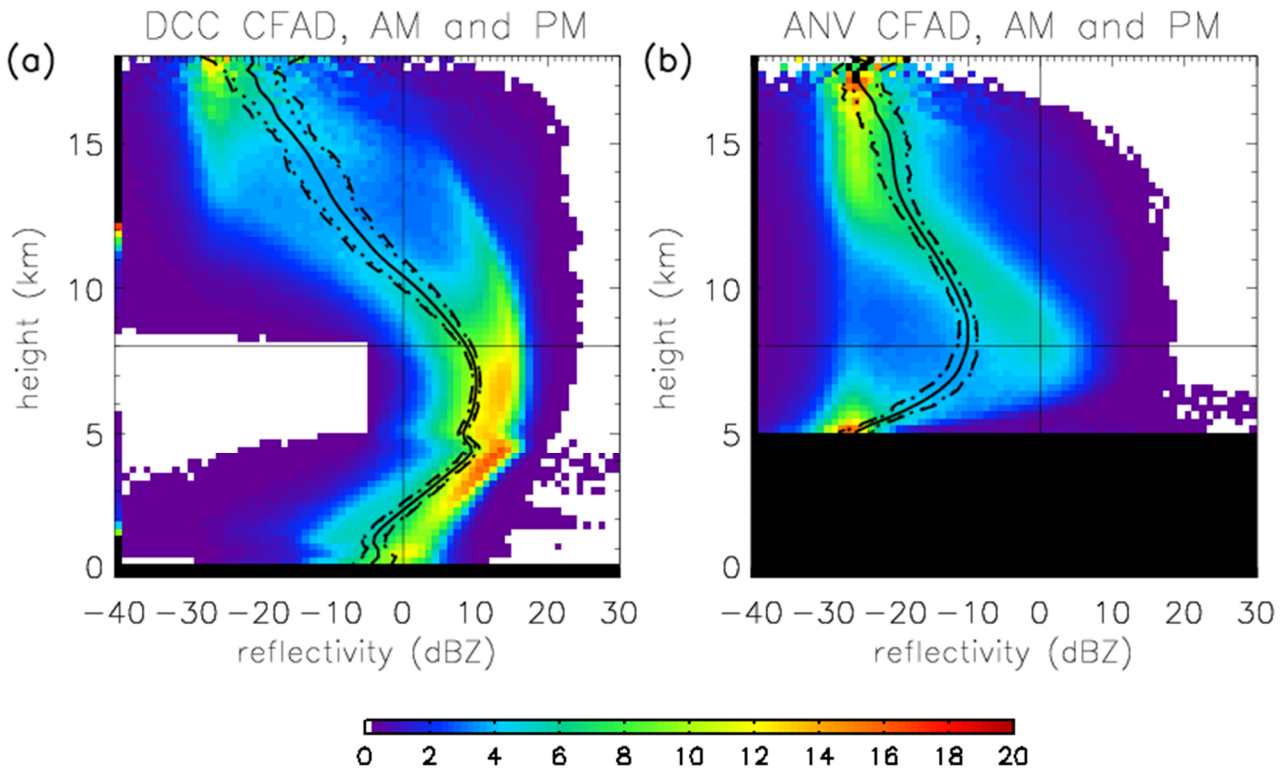 DCC CFAD, AM and PM
(a)
15
10
5
0
height (km)
-40 -30 -20 -10 0 10 20 30
reflectivity (dBZ)
ANV CFAD, AM and PM
(b)
15
10
5
0
height (km)
-40 -30 -20 -10 0 10 20 30
reflectivity (dBZ)
0 2 4 6 8 10 12 14 16 18 20